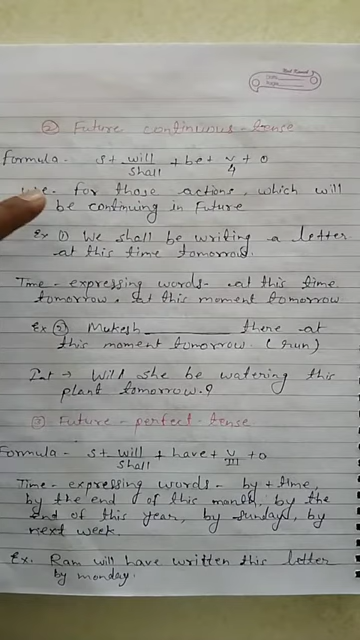 ② Future continuous tense
Formula - S + will/shall + be + V/4 + O
use - for those actions, which will
be continuing in Future
Ex ① We shall be writing a letter
at this time tomorrow.
Time - expressing words - at this time
tomorrow, at this moment tomorrow
Ex ② Mukesh ________ there at
this moment tomorrow. (run)
Int → Will she be watering this
plant tomorrow?
③ Future - perfect - tense
Formula - S + will/shall + have + V/III + O
Time - expressing words - by + time,
by the end of this month, by the
end of this year, by sunday, by
next week.
Ex. Ram will have written this letter
by monday.